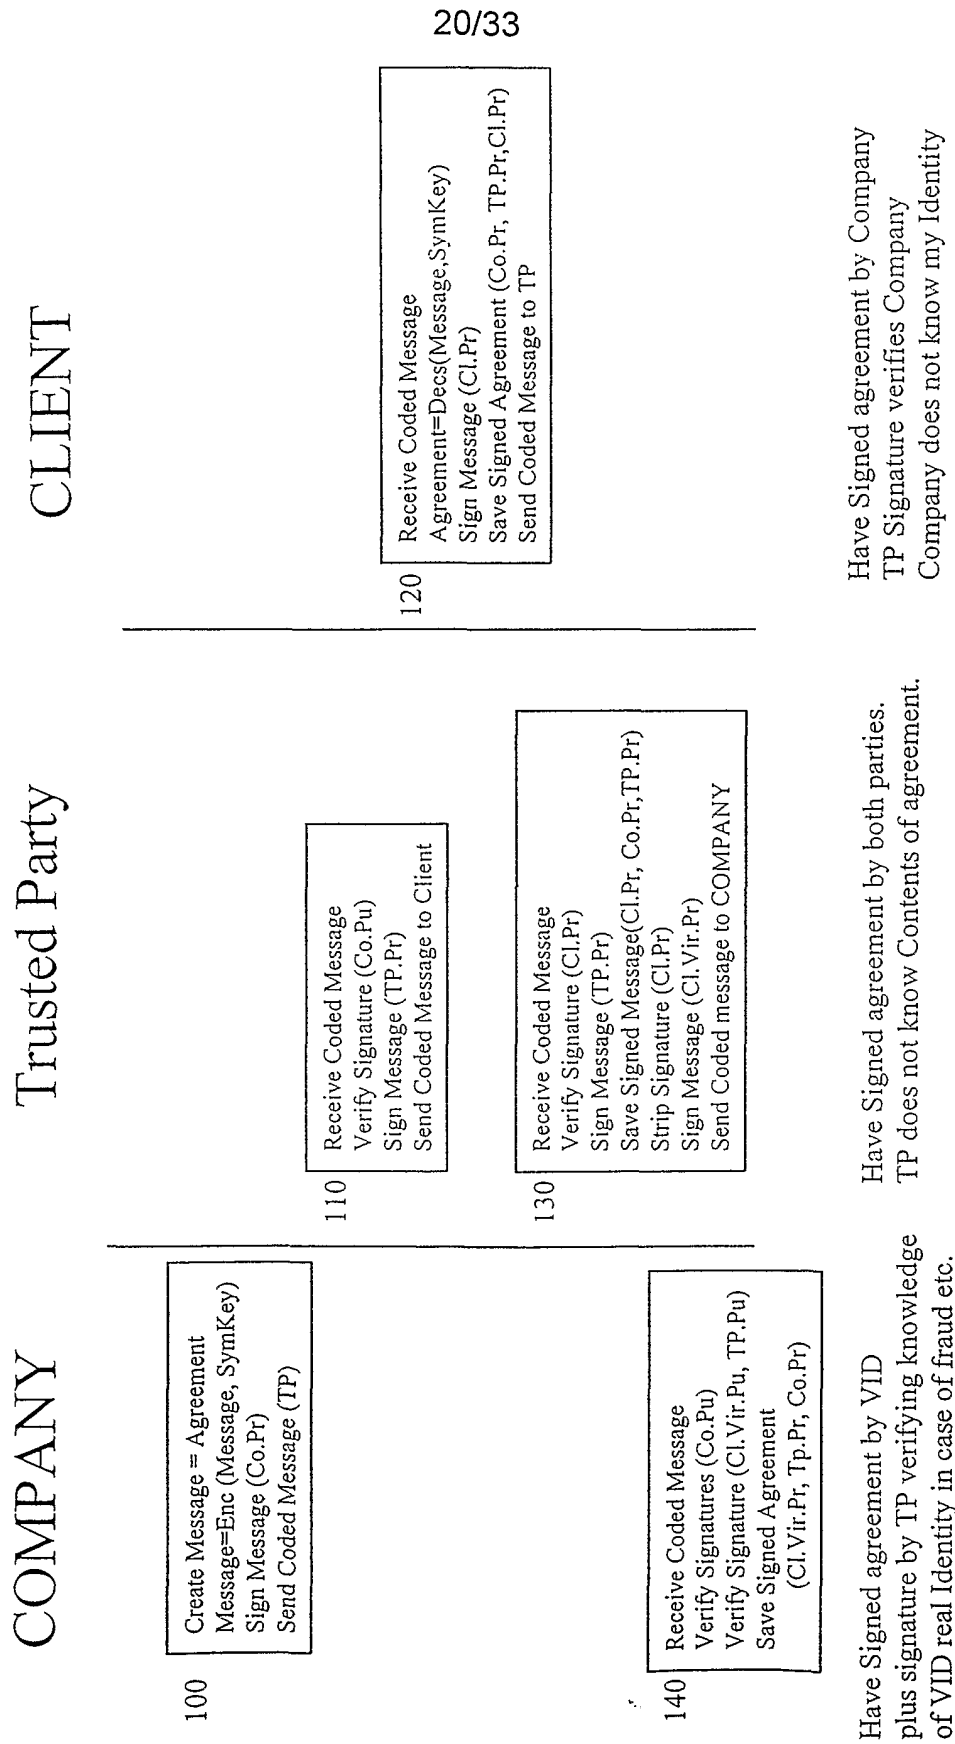 20/33
COMPANY
Trusted Party
CLIENT
100
Create Message = Agreement
Message=Enc (Message, SymKey)
Sign Message (Co.Pr)
Send Coded Message (TP)
110
Receive Coded Message
Verify Signature (Co.Pu)
Sign Message (TP.Pr)
Send Coded Message to Client
120
Receive Coded Message
Agreement=Decs(Message,SymKey)
Sign Message (Cl.Pr)
Save Signed Agreement (Co.Pr, TP.Pr,Cl.Pr)
Send Coded Message to TP
130
Receive Coded Message
Verify Signature (Cl.Pr)
Sign Message (TP.Pr)
Save Signed Message(Cl.Pr, Co.Pr,TP.Pr)
Strip Signature (Cl.Pr)
Sign Message (Cl.Vir.Pr)
Send Coded message to COMPANY
140
Receive Coded Message
Verify Signatures (Co.Pu)
Verify Signature (Cl.Vir.Pu, TP.Pu)
Save Signed Agreement
(Cl.Vir.Pr, Tp.Pr, Co.Pr)
Have Signed agreement by VID
plus signature by TP verifying knowledge
of VID real Identity in case of fraud etc.
Have Signed agreement by both parties.
TP does not know Contents of agreement.
Have Signed agreement by Company
TP Signature verifies Company
Company does not know my Identity